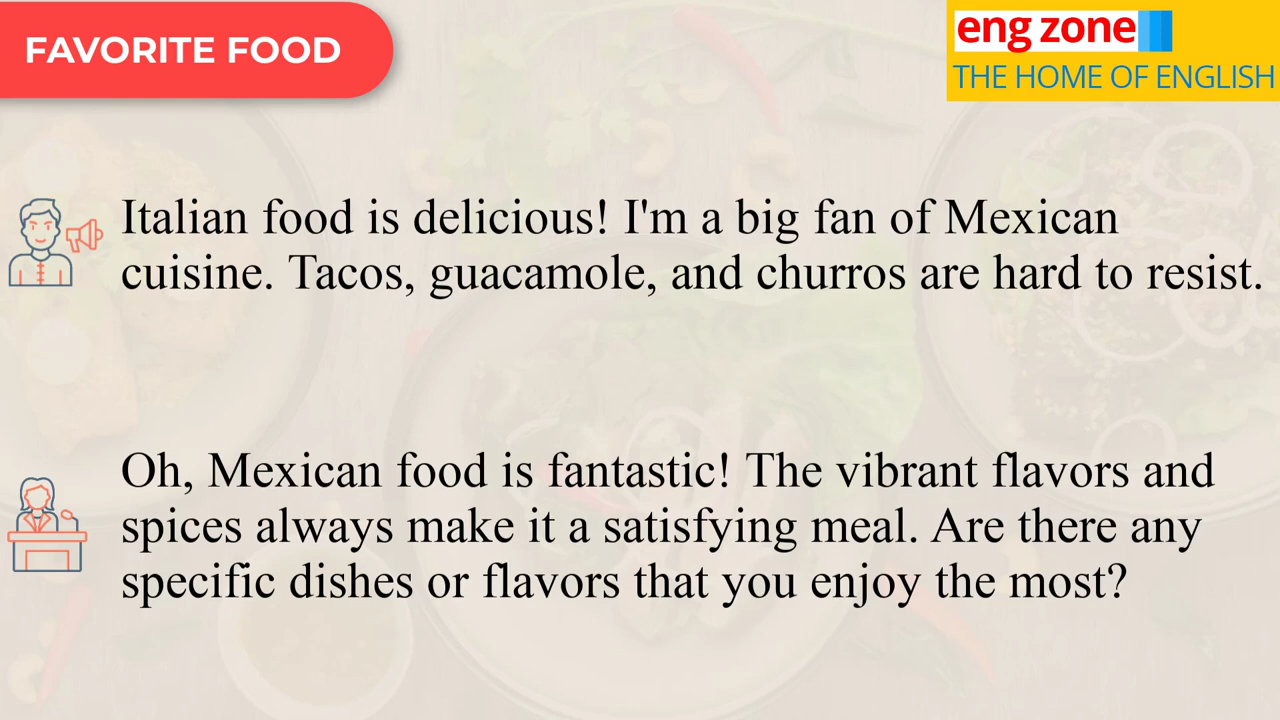 FAVORITE FOOD
eng zone
THE HOME OF ENGLISH
Italian food is delicious! I'm a big fan of Mexican
cuisine. Tacos, guacamole, and churros are hard to resist.
Oh, Mexican food is fantastic! The vibrant flavors and
spices always make it a satisfying meal. Are there any
specific dishes or flavors that you enjoy the most?